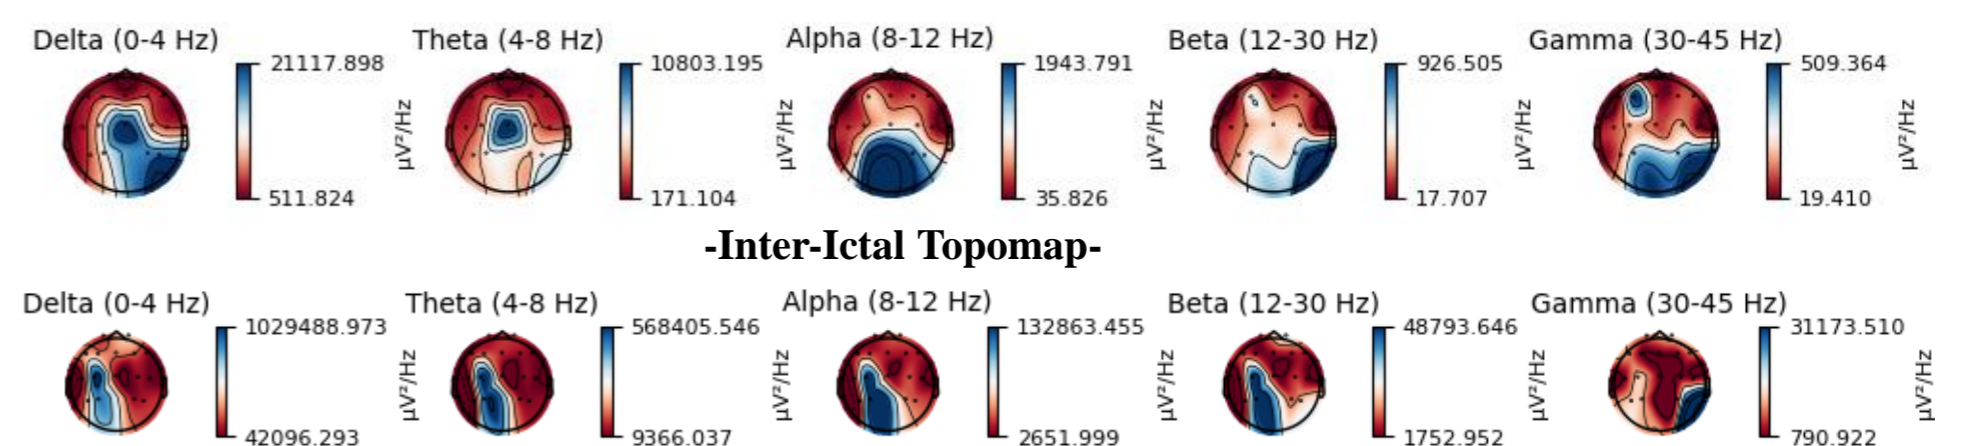 Delta (0-4 Hz) Theta (4-8 Hz) Alpha (8-12 Hz) Beta (12-30 Hz) Gamma (30-45 Hz)
21117.898 10803.195 1943.791 926.505 509.364
µV²/Hz µV²/Hz µV²/Hz µV²/Hz µV²/Hz
511.824 171.104 35.826 17.707 19.410
-Inter-Ictal Topomap-
Delta (0-4 Hz) Theta (4-8 Hz) Alpha (8-12 Hz) Beta (12-30 Hz) Gamma (30-45 Hz)
1029488.973 568405.546 132863.455 48793.646 31173.510
µV²/Hz µV²/Hz µV²/Hz µV²/Hz µV²/Hz
42096.293 9366.037 2651.999 1752.952 790.922